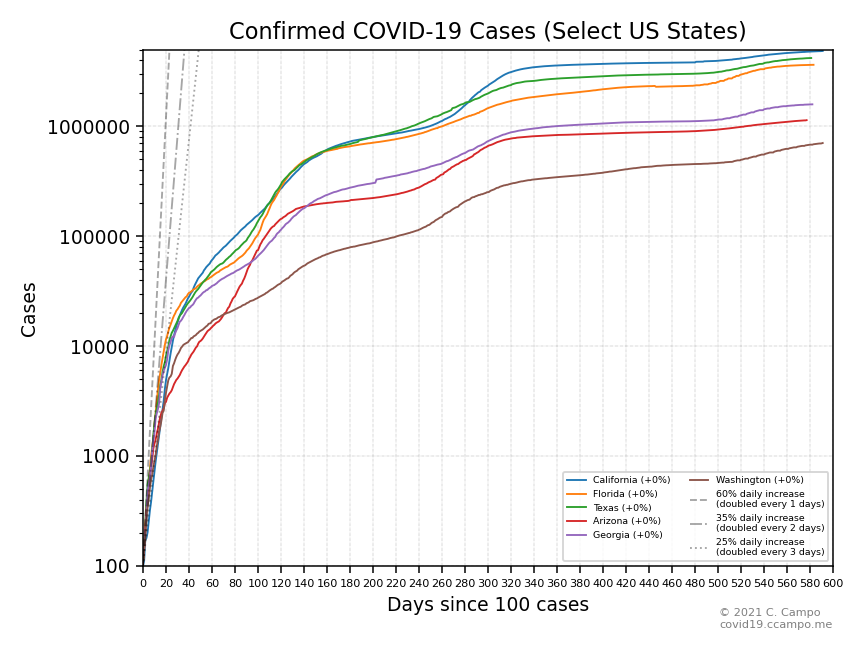 Confirmed COVID-19 Cases (Select US States)
Cases
1000000
100000
10000
1000
100
0 20 40 60 80 100 120 140 160 180 200 220 240 260 280 300 320 340 360 380 400 420 440 460 480 500 520 540 560 580 600
Days since 100 cases
California (+0%)
Florida (+0%)
Texas (+0%)
Arizona (+0%)
Georgia (+0%)
Washington (+0%)
60% daily increase
(doubled every 1 days)
35% daily increase
(doubled every 2 days)
25% daily increase
(doubled every 3 days)
© 2021 C. Campo
covid19.ccampo.me